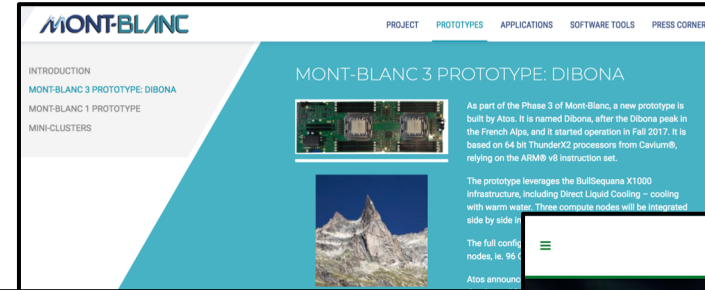 MONT-BLANC
PROJECT PROTOTYPES APPLICATIONS SOFTWARE TOOLS PRESS CORNER
INTRODUCTION
MONT-BLANC 3 PROTOTYPE: DIBONA
MONT-BLANC 1 PROTOTYPE
MINI-CLUSTERS
MONT-BLANC 3 PROTOTYPE: DIBONA
As part of the Phase 3 of Mont-Blanc, a new prototype is
built by Atos. It is named Dibona, after the Dibona peak in
the French Alps, and it started operation in Fall 2017. It is
based on 64 bit ThunderX2 processors from Cavium®,
relying on the ARM® v8 instruction set.
The prototype leverages the BullSequana X1000
infrastructure, including Direct Liquid Cooling – cooling
with warm water. Three compute nodes will be integrated
side by side in
The full config
nodes, ie. 96
Atos announc